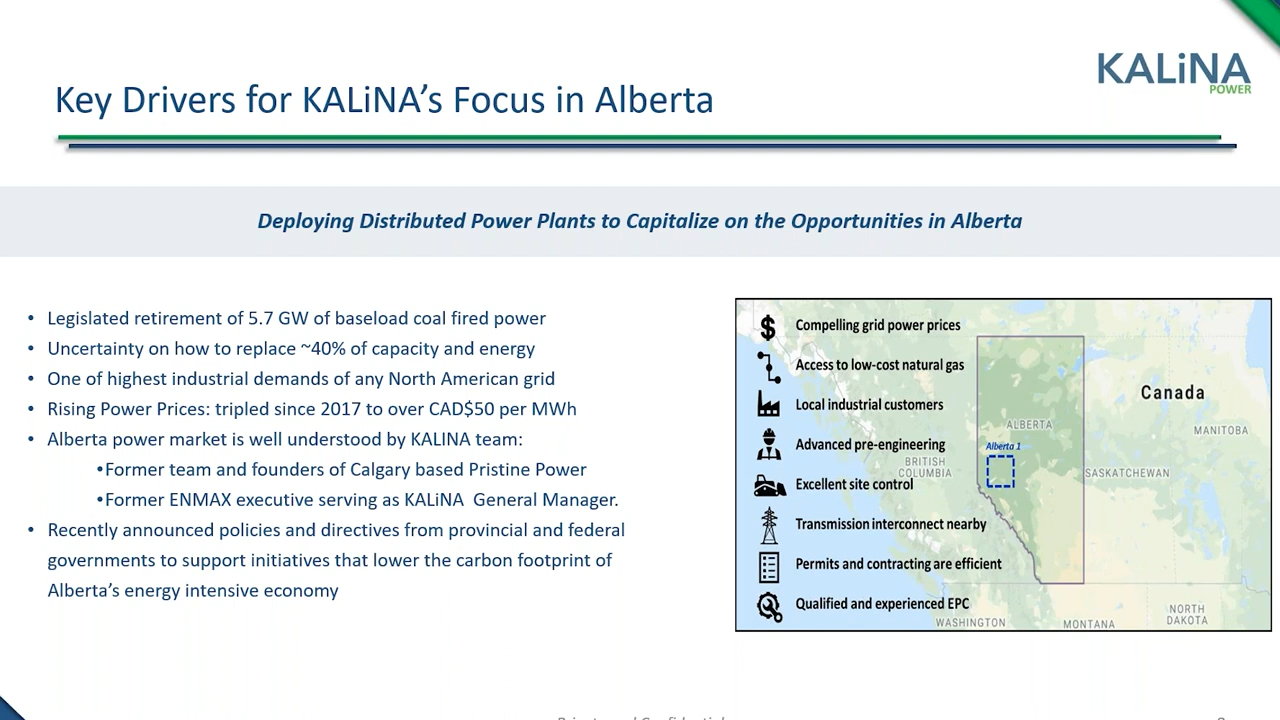 KALiNA
POWER
Key Drivers for KALiNA’s Focus in Alberta
Deploying Distributed Power Plants to Capitalize on the Opportunities in Alberta
• Legislated retirement of 5.7 GW of baseload coal fired power
• Uncertainty on how to replace ~40% of capacity and energy
• One of highest industrial demands of any North American grid
• Rising Power Prices: tripled since 2017 to over CAD$50 per MWh
• Alberta power market is well understood by KALINA team:
•Former team and founders of Calgary based Pristine Power
•Former ENMAX executive serving as KALiNA General Manager.
• Recently announced policies and directives from provincial and federal
governments to support initiatives that lower the carbon footprint of
Alberta’s energy intensive economy
$ Compelling grid power prices
Access to low-cost natural gas
Local industrial customers
Advanced pre-engineering
Excellent site control
Transmission interconnect nearby
Permits and contracting are efficient
Qualified and experienced EPC
Canada
ALBERTA
MANITOBA
Alberta 1
BRITISH
COLUMBIA
SASKATCHEWAN
WASHINGTON
MONTANA
NORTH
DAKOTA